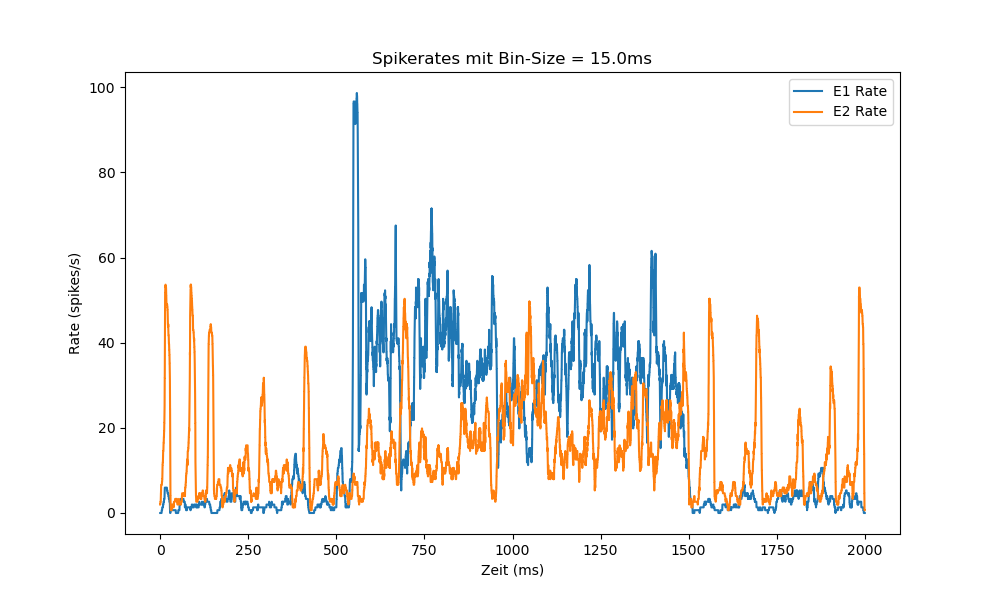 Spikerates mit Bin-Size = 15.0ms
E1 Rate
E2 Rate
Rate (spikes/s)
100
80
60
40
20
0
0 250 500 750 1000 1250 1500 1750 2000
Zeit (ms)